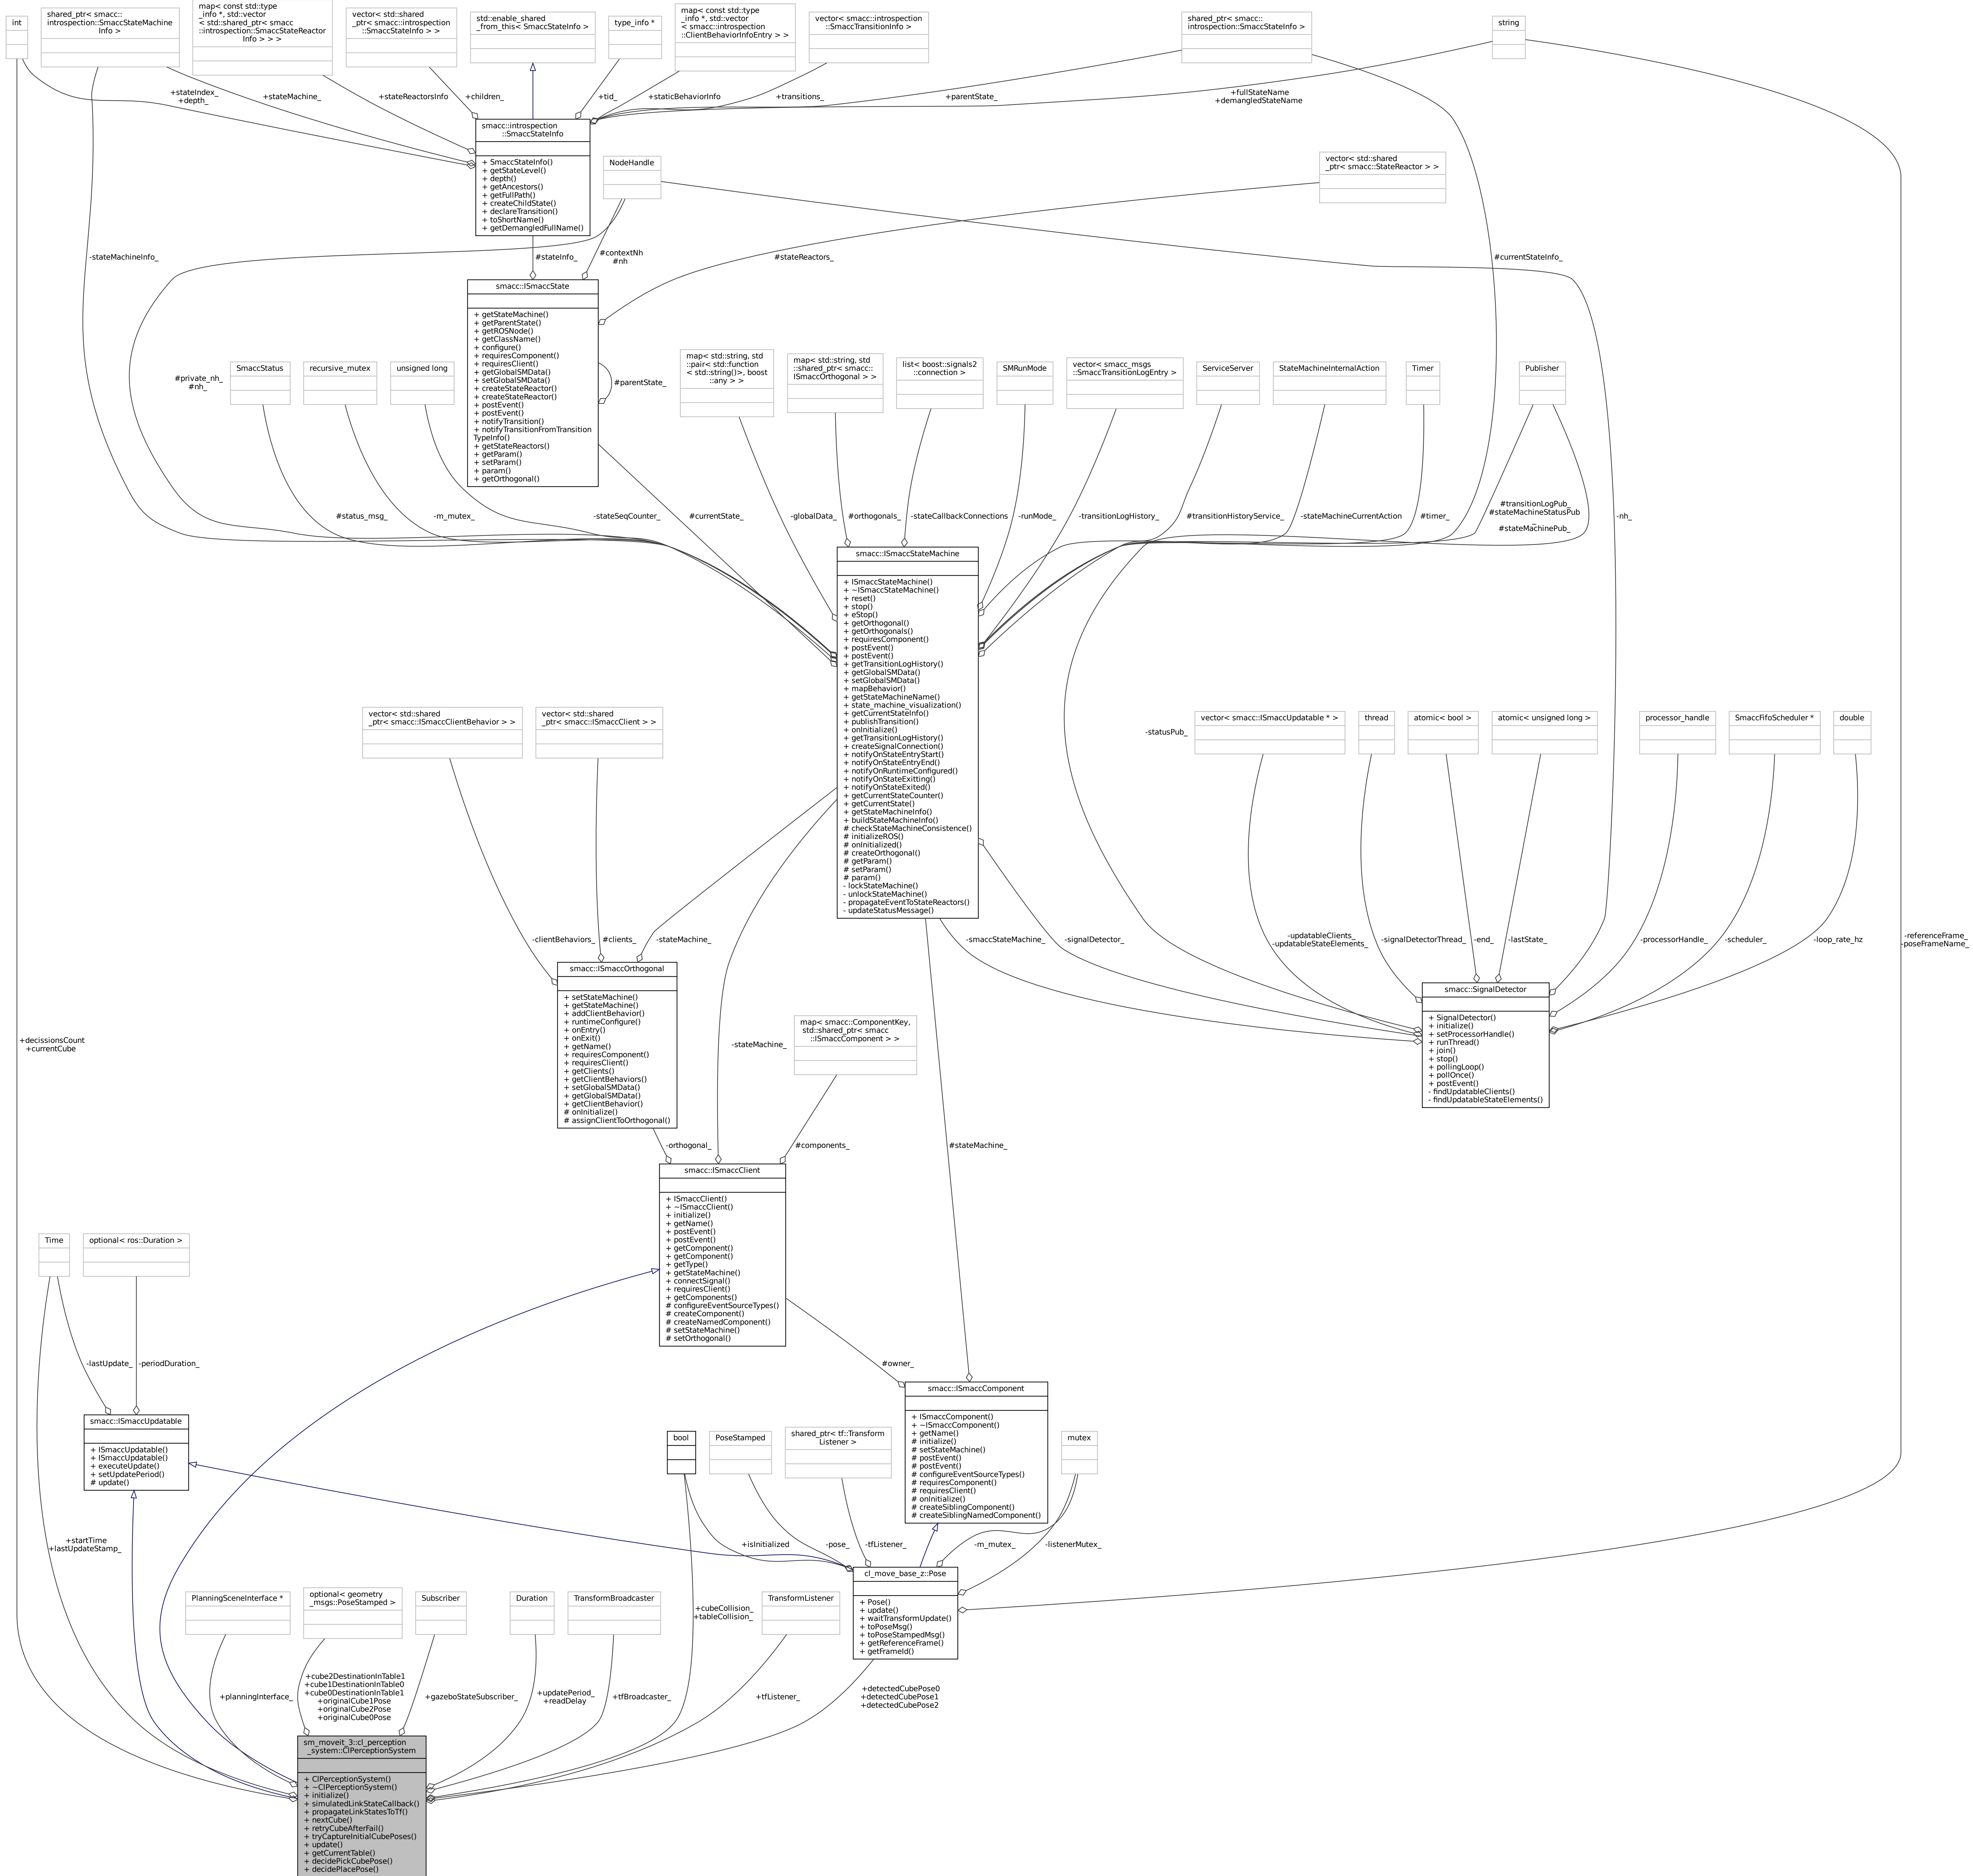 int
shared_ptr< smacc::
introspection::SmaccStateMachine
Info >
map< const std::type
_info *, std::vector
< std::shared_ptr< smacc
::introspection::SmaccStateReactor
Info > > >
vector< std::shared
_ptr< smacc::introspection
::SmaccStateInfo > >
std::enable_shared
_from_this< SmaccStateInfo >
type_info *
map< const std::type
_info *, std::vector
< smacc::introspection
::ClientBehaviorInfoEntry > >
vector< smacc::introspection
::SmaccTransitionInfo >
shared_ptr< smacc::
introspection::SmaccStateInfo >
string
+stateIndex_
+depth_
+stateMachine_
+stateReactorsInfo
+children_
+tid_
+staticBehaviorInfo
+transitions_
+parentState_
+fullStateName
+demangledStateName
smacc::introspection
::SmaccStateInfo
+ SmaccStateInfo()
+ getStateLevel()
+ depth()
+ getAncestors()
+ getFullPath()
+ createChildState()
+ declareTransition()
+ toShortName()
+ getDemangledFullName()
NodeHandle
vector< std::shared
_ptr< smacc::StateReactor > >
-stateMachineInfo_
#stateInfo_
#contextNh
#nh
#stateReactors_
#currentStateInfo_
smacc::ISmaccState
+ getStateMachine()
+ getParentState()
+ getROSNode()
+ getClassName()
+ configure()
+ requiresComponent()
+ requiresClient()
+ getGlobalSMData()
+ setGlobalSMData()
+ createStateReactor()
+ createStateReactor()
+ postEvent()
+ postEvent()
+ notifyTransition()
+ notifyTransitionFromTransition
TypeInfo()
+ getStateReactors()
+ getParam()
+ setParam()
+ param()
+ getOrthogonal()
#parentState_
#private_nh_
#nh_
SmaccStatus
recursive_mutex
unsigned long
map< std::string, std
::pair< std::function
< std::string()>, boost
::any > >
map< std::string, std
::shared_ptr< smacc::
ISmaccOrthogonal > >
list< boost::signals2
::connection >
SMRunMode
vector< smacc_msgs
::SmaccTransitionLogEntry >
ServiceServer
StateMachineInternalAction
Timer
Publisher
#status_msg_
-m_mutex_
-stateSeqCounter_
#currentState_
-globalData_
#orthogonals_
-stateCallbackConnections
-runMode_
-transitionLogHistory_
#transitionHistoryService_
-stateMachineCurrentAction
#timer_
#transitionLogPub_
#stateMachineStatusPub
_
#stateMachinePub_
-nh_
smacc::ISmaccStateMachine
+ ISmaccStateMachine()
+ ~ISmaccStateMachine()
+ reset()
+ stop()
+ eStop()
+ getOrthogonal()
+ getOrthogonals()
+ requiresComponent()
+ postEvent()
+ postEvent()
+ getTransitionLogHistory()
+ getGlobalSMData()
+ setGlobalSMData()
+ mapBehavior()
+ getStateMachineName()
+ state_machine_visualization()
+ getCurrentStateInfo()
+ publishTransition()
+ onInitialize()
+ getTransitionLogHistory()
+ createSignalConnection()
+ notifyOnStateEntryStart()
+ notifyOnStateEntryEnd()
+ notifyOnRuntimeConfigured()
+ notifyOnStateExitting()
+ notifyOnStateExited()
+ getCurrentStateCounter()
+ getCurrentState()
+ getStateMachineInfo()
+ buildStateMachineInfo()
# checkStateMachineConsistence()
# initializeROS()
# onInitialized()
# createOrthogonal()
# getParam()
# setParam()
# param()
- lockStateMachine()
- unlockStateMachine()
- propagateEventToStateReactors()
- updateStatusMessage()
vector< std::shared
_ptr< smacc::ISmaccClientBehavior > >
vector< std::shared
_ptr< smacc::ISmaccClient > >
-statusPub_
vector< smacc::ISmaccUpdatable * >
thread
atomic< bool >
atomic< unsigned long >
processor_handle
SmaccFifoScheduler *
double
-clientBehaviors_
#clients_
-stateMachine_
-smaccStateMachine_
-signalDetector_
-updatableClients_
-updatableStateElements_
-signalDetectorThread_
-end_
-lastState_
-processorHandle_
-scheduler_
-loop_rate_hz
-referenceFrame_
-poseFrameName_
smacc::ISmaccOrthogonal
+ setStateMachine()
+ getStateMachine()
+ addClientBehavior()
+ runtimeConfigure()
+ onEntry()
+ onExit()
+ getName()
+ requiresComponent()
+ requiresClient()
+ getClients()
+ getClientBehaviors()
+ setGlobalSMData()
+ getGlobalSMData()
+ getClientBehavior()
# onInitialize()
# assignClientToOrthogonal()
smacc::SignalDetector
+ SignalDetector()
+ initialize()
+ setProcessorHandle()
+ runThread()
+ join()
+ stop()
+ pollingLoop()
+ pollOnce()
+ postEvent()
- findUpdatableClients()
- findUpdatableStateElements()
+decissionsCount
+currentCube
-stateMachine_
map< smacc::ComponentKey,
std::shared_ptr< smacc
::ISmaccComponent > >
-orthogonal_
#components_
#stateMachine_
smacc::ISmaccClient
+ ISmaccClient()
+ ~ISmaccClient()
+ initialize()
+ getName()
+ postEvent()
+ postEvent()
+ getComponent()
+ getComponent()
+ getType()
+ getStateMachine()
+ connectSignal()
+ requiresClient()
+ getComponents()
# configureEventSourceTypes()
# createComponent()
# createNamedComponent()
# setStateMachine()
# setOrthogonal()
Time
optional< ros::Duration >
-lastUpdate_
-periodDuration_
#owner_
smacc::ISmaccUpdatable
+ ISmaccUpdatable()
+ ISmaccUpdatable()
+ executeUpdate()
+ setUpdatePeriod()
# update()
smacc::ISmaccComponent
+ ISmaccComponent()
+ ~ISmaccComponent()
+ getName()
# initialize()
# setStateMachine()
# postEvent()
# postEvent()
# configureEventSourceTypes()
# requiresComponent()
# requiresClient()
# onInitialize()
# createSiblingComponent()
# createSiblingNamedComponent()
bool
PoseStamped
shared_ptr< tf::Transform
Listener >
mutex
+startTime
+lastUpdateStamp_
+isInitialized
-pose_
-tfListener_
-m_mutex_
-listenerMutex_
cl_move_base_z::Pose
+ Pose()
+ update()
+ waitTransformUpdate()
+ toPoseMsg()
+ toPoseStampedMsg()
+ getReferenceFrame()
+ getFrameId()
PlanningSceneInterface *
optional< geometry
_msgs::PoseStamped >
Subscriber
Duration
TransformBroadcaster
+cubeCollision_
+tableCollision_
TransformListener
+planningInterface_
+cube2DestinationInTable1
+cube1DestinationInTable0
+cube0DestinationInTable1
+originalCube1Pose
+originalCube2Pose
+originalCube0Pose
+gazeboStateSubscriber_
+updatePeriod_
+readDelay
+tfBroadcaster_
+tfListener_
+detectedCubePose0
+detectedCubePose1
+detectedCubePose2
sm_moveit_3::cl_perception
_system::ClPerceptionSystem
+ ClPerceptionSystem()
+ ~ClPerceptionSystem()
+ initialize()
+ simulatedLinkStateCallback()
+ propagateLinkStatesToTf()
+ nextCube()
+ retryCubeAfterFail()
+ tryCaptureInitialCubePoses()
+ update()
+ getCurrentTable()
+ decidePickCubePose()
+ decidePlacePose()